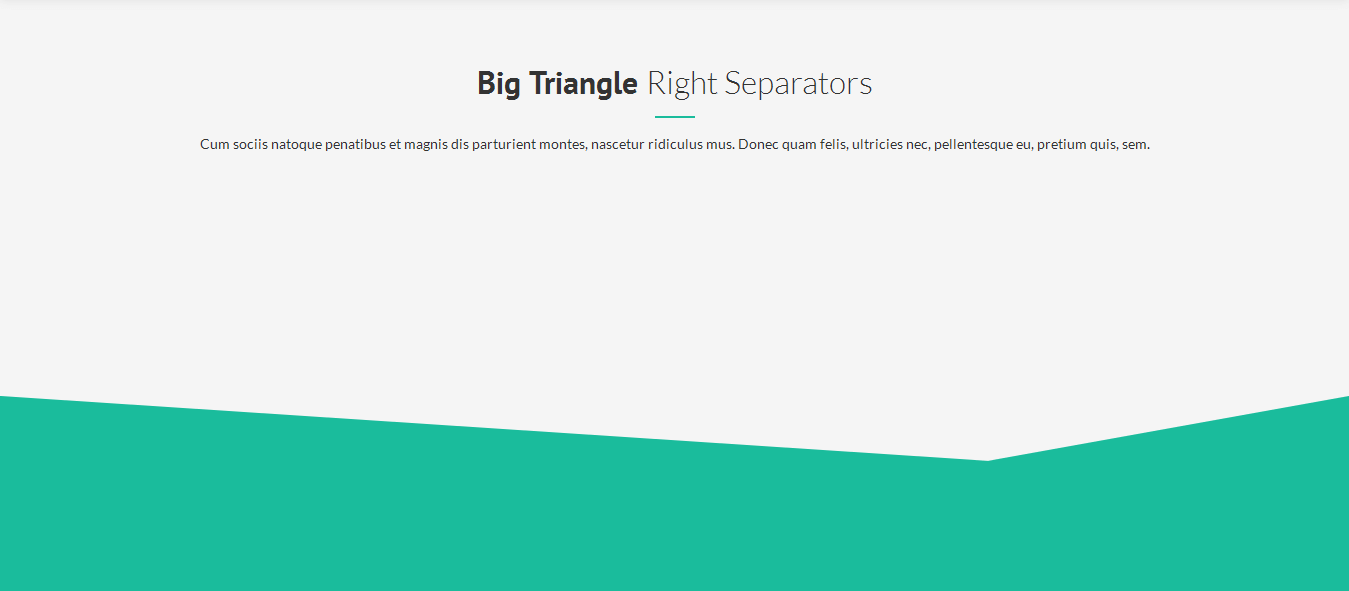 Big Triangle Right Separators
Cum sociis natoque penatibus et magnis dis parturient montes, nascetur ridiculus mus. Donec quam felis, ultricies nec, pellentesque eu, pretium quis, sem.